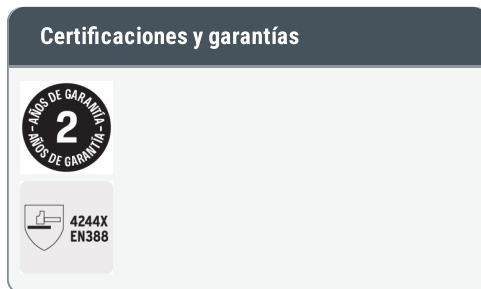 Certificaciones y garantías
- AÑOS DE GARANTÍA -
2
- AÑOS DE GARANTÍA -
4244X
EN388